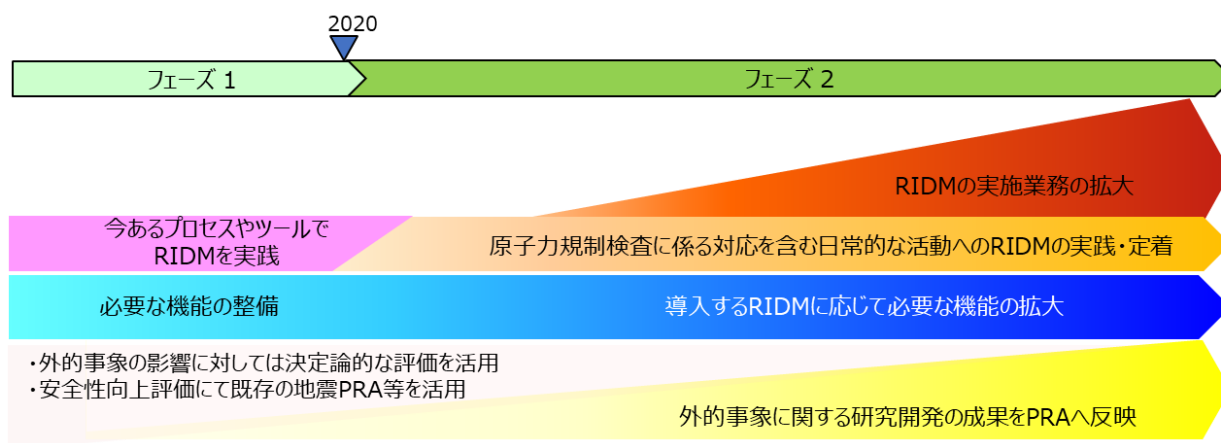 2020
フェーズ 1
フェーズ 2
RIDMの実施業務の拡大
今あるプロセスやツールで
RIDMを実践
原子力規制検査に係る対応を含む日常的な活動へのRIDMの実践・定着
必要な機能の整備
導入するRIDMに応じて必要な機能の拡大
・外的事象の影響に対しては決定論的な評価を活用
・安全性向上評価にて既存の地震PRA等を活用
外的事象に関する研究開発の成果をPRAへ反映